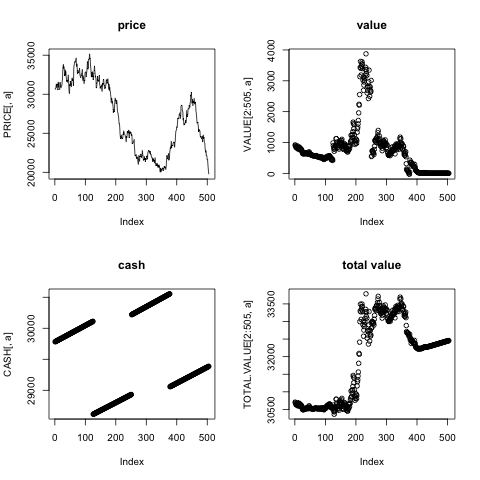 price
PRICE[, a]
20000 25000 30000 35000
0 100 200 300 400 500
Index
value
VALUE[2:505, a]
0 1000 2000 3000 4000
0 100 200 300 400 500
Index
cash
CASH[, a]
29000 30000
0 100 200 300 400 500
Index
total value
TOTAL.VALUE[2:505, a]
30500 32000 33500
0 100 200 300 400 500
Index